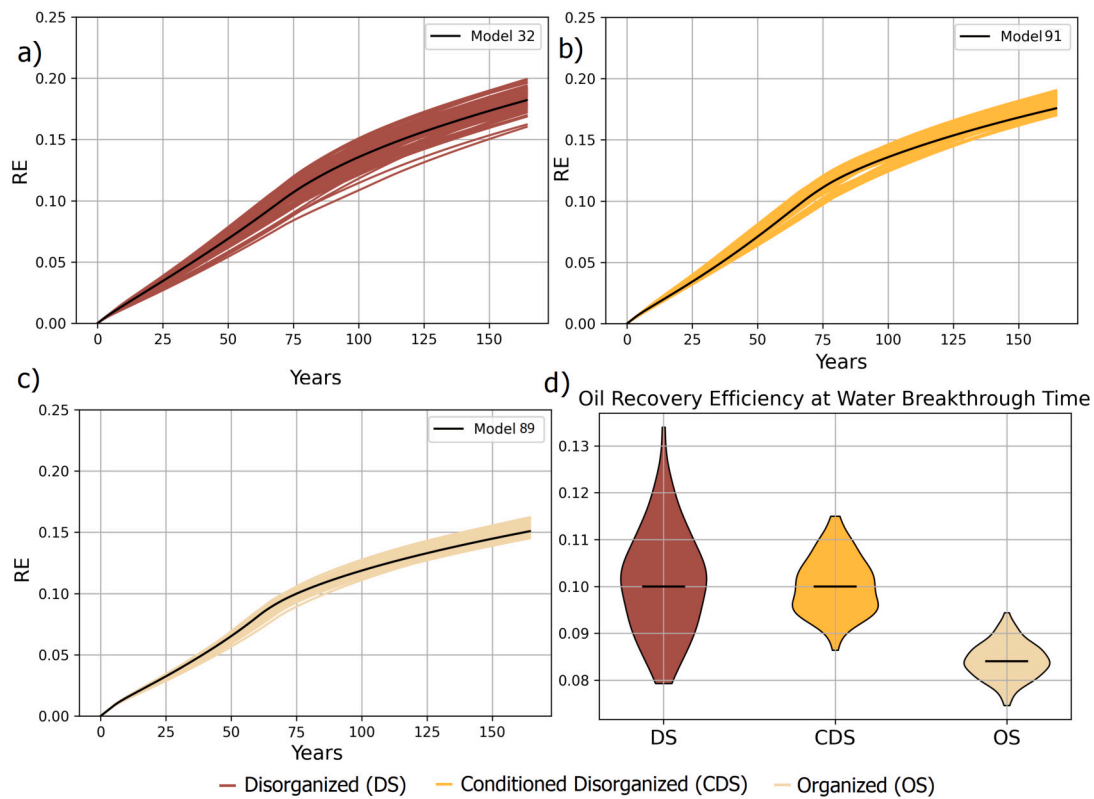 a)
0.25
0.20
0.15
0.10
0.05
0.00
RE
Model 32
0 25 50 75 100 125 150
Years
b)
0.25
0.20
0.15
0.10
0.05
0.00
RE
Model 91
0 25 50 75 100 125 150
Years
c)
0.25
0.20
0.15
0.10
0.05
0.00
RE
Model 89
0 25 50 75 100 125 150
Years
d)
Oil Recovery Efficiency at Water Breakthrough Time
0.13
0.12
0.11
0.10
0.09
0.08
DS CDS OS
Disorganized (DS) Conditioned Disorganized (CDS) Organized (OS)